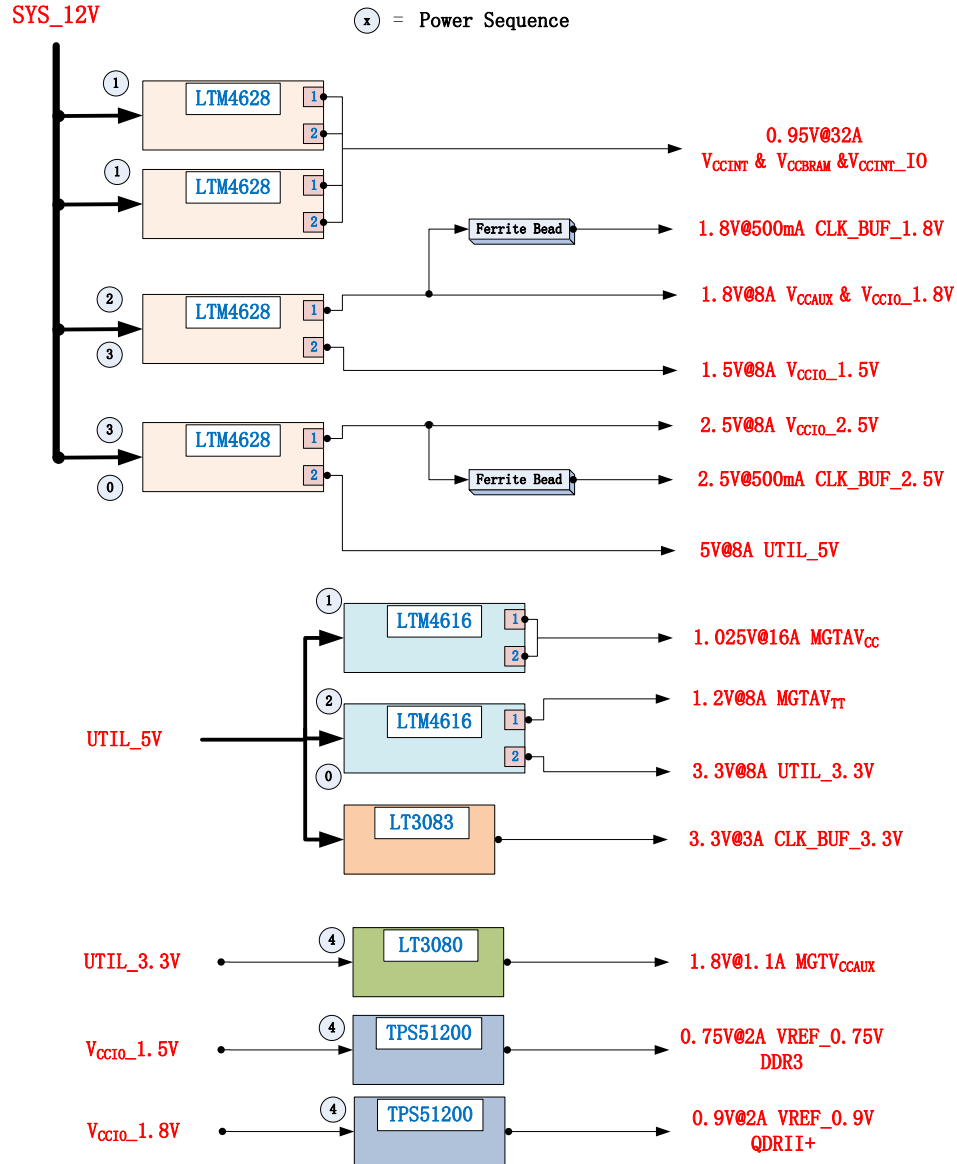 SYS_12V
x = Power Sequence
1
LTM4628
1
2
1
LTM4628
1
2
0.95V@32A
VCCINT & VCCBRAM &VCCINT_IO
Ferrite Bead
1.8V@500mA CLK_BUF_1.8V
2
LTM4628
1
1.8V@8A VCCAUX & VCCIO_1.8V
3
2
1.5V@8A VCCIO_1.5V
3
LTM4628
1
2.5V@8A VCCIO_2.5V
0
2
Ferrite Bead
2.5V@500mA CLK_BUF_2.5V
5V@8A UTIL_5V
1
LTM4616
1
2
1.025V@16A MGTAVCC
2
LTM4616
1
1.2V@8A MGTAVTT
UTIL_5V
0
2
3.3V@8A UTIL_3.3V
LT3083
3.3V@3A CLK_BUF_3.3V
4
LT3080
UTIL_3.3V
1.8V@1.1A MGTVCCAUX
4
TPS51200
VCCIO_1.5V
0.75V@2A VREF_0.75V
DDR3
4
TPS51200
VCCIO_1.8V
0.9V@2A VREF_0.9V
QDRII+